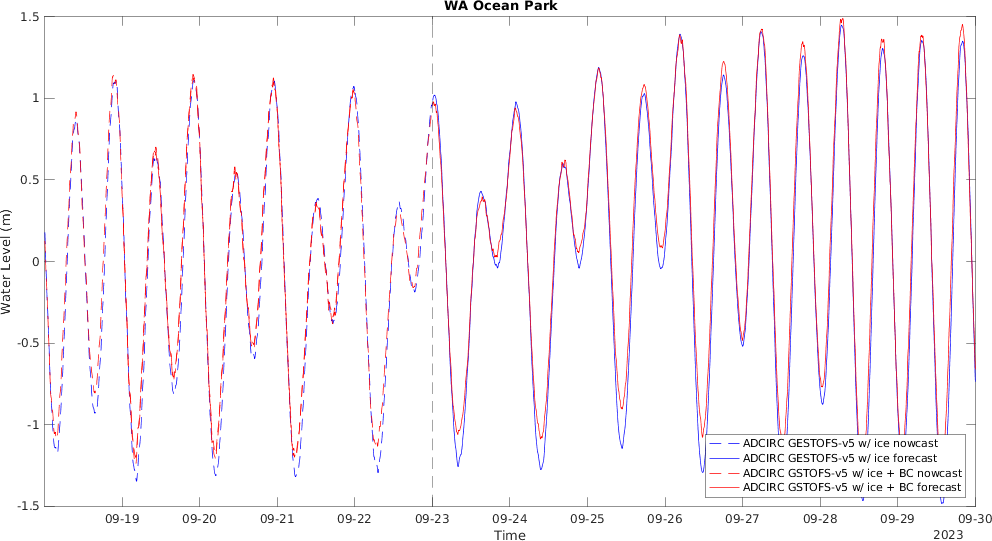 WA Ocean Park
1.5
1
0.5
0
-0.5
-1
-1.5
Water Level (m)
09-19
09-20
09-21
09-22
09-23
09-24
09-25
09-26
09-27
09-28
09-29
09-30
Time
2023
ADCIRC GESTOFS-v5 w/ ice nowcast
ADCIRC GESTOFS-v5 w/ ice forecast
ADCIRC GSTOFS-v5 w/ ice + BC nowcast
ADCIRC GSTOFS-v5 w/ ice + BC forecast